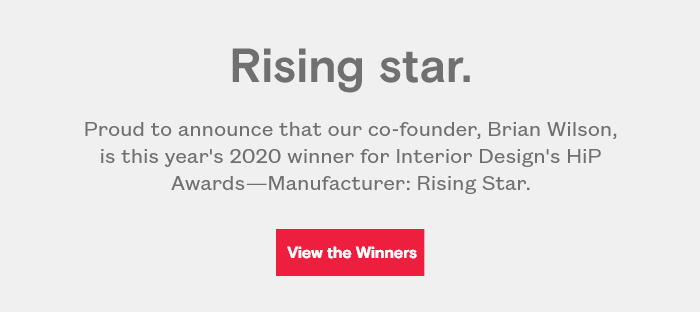 Rising star.
Proud to announce that our co-founder, Brian Wilson,
is this year's 2020 winner for Interior Design's HiP
Awards—Manufacturer: Rising Star.
View the Winners